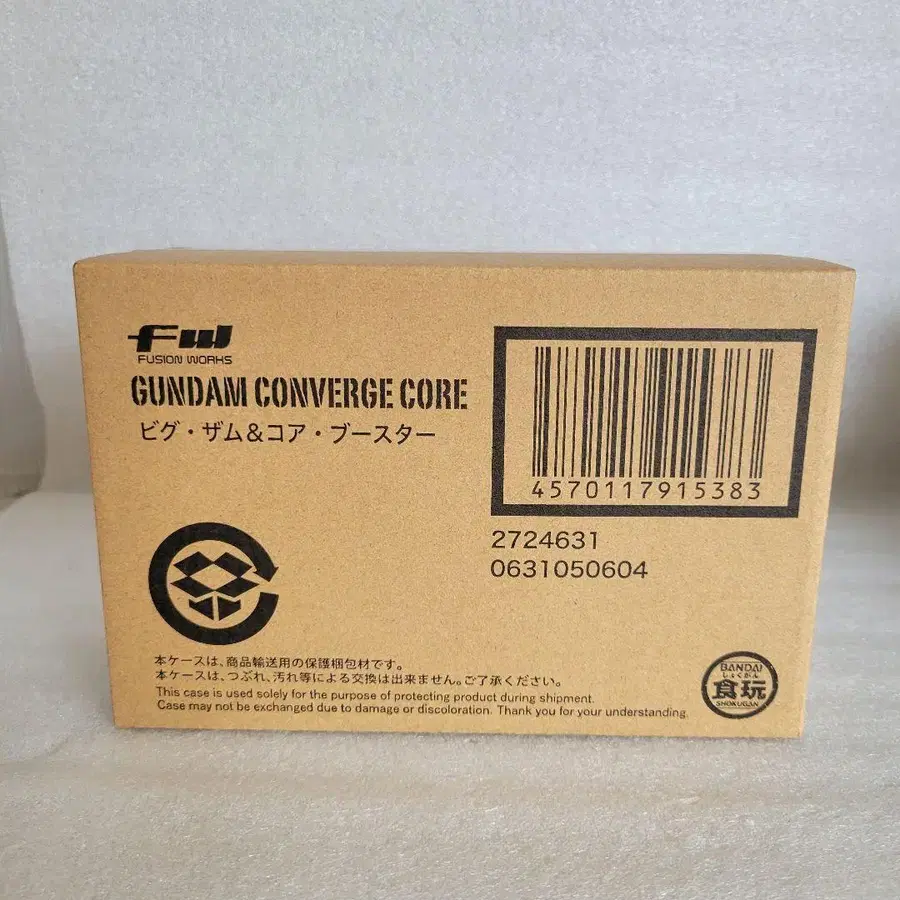 FW
FUSION WORKS
GUNDAM CONVERGE CORE
ビグ・ザム&コア・ブースター
4570117915383
2724631
0631050604
本ケースは、商品輸送用の保護梱包材です。
本ケースは、つぶれ、汚れ等による交換は出来ません。ご了承ください。
This case is used solely for the purpose of protecting product during shipment.
Case may not be exchanged due to damage or discoloration. Thank you for your understanding.
BANDAI
しょくがん
食玩
SHOKUGAN